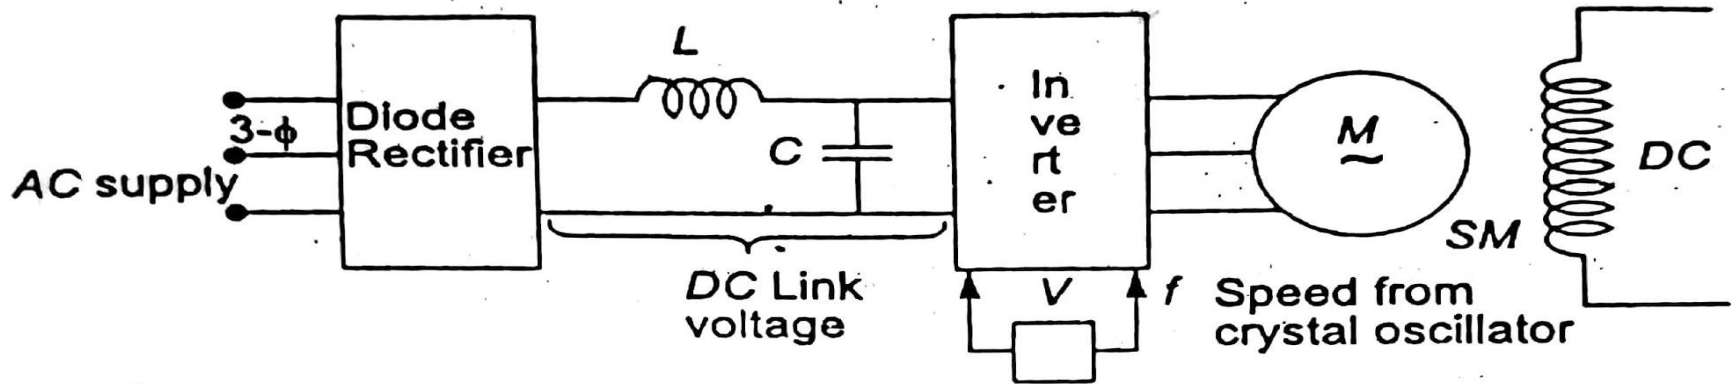 3-ɸ
AC supply
Diode
Rectifier
L
C
DC Link
voltage
In
ve
rt
er
V
f
Speed from
crystal oscillator
M
~
SM
DC